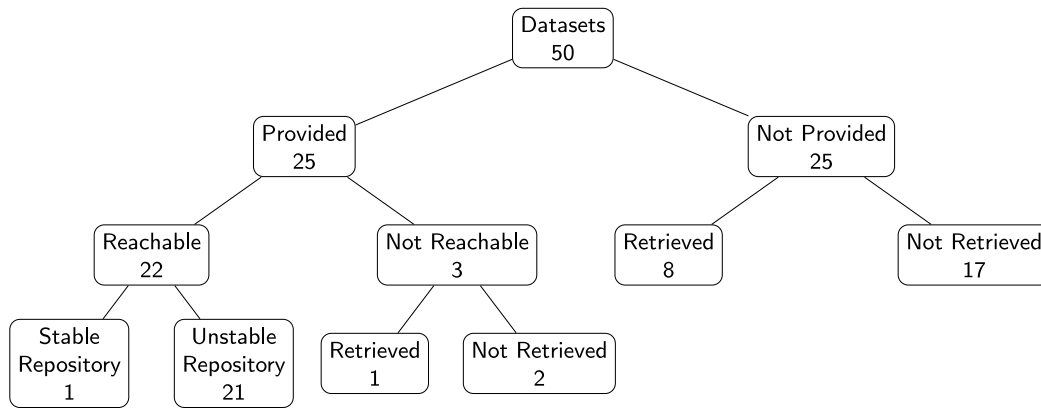 Datasets
50
Provided
25
Not Provided
25
Reachable
22
Not Reachable
3
Retrieved
8
Not Retrieved
17
Stable
Repository
1
Unstable
Repository
21
Retrieved
1
Not Retrieved
2